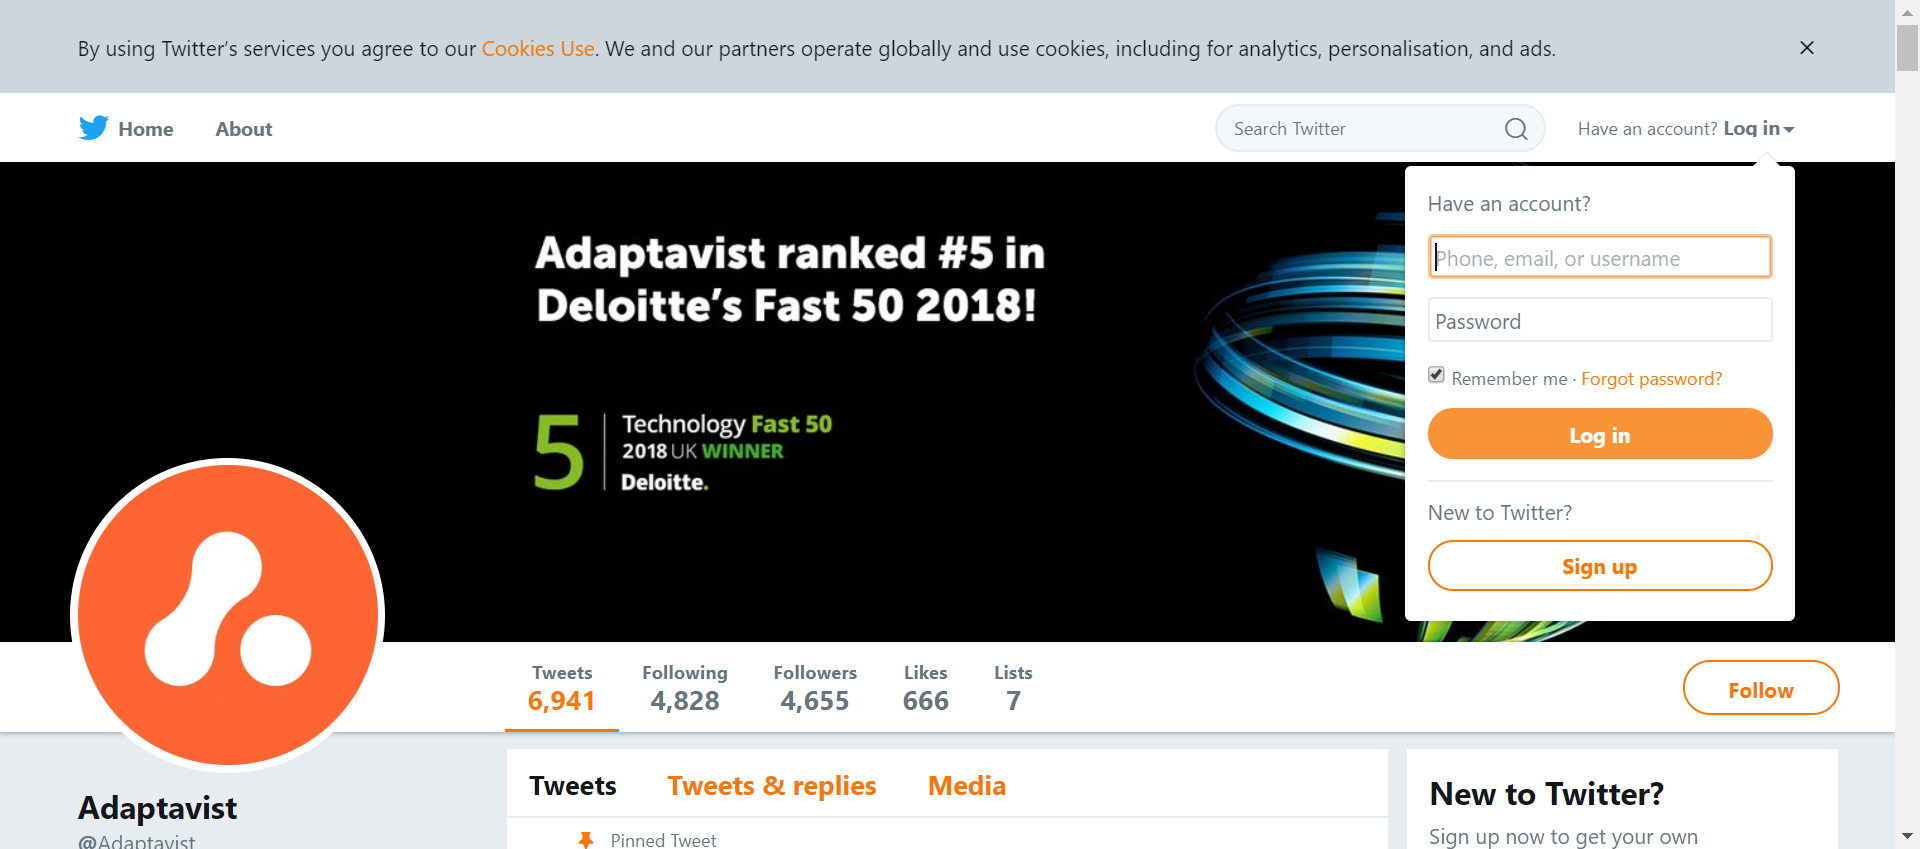 By using Twitter’s services you agree to our Cookies Use. We and our partners operate globally and use cookies, including for analytics, personalisation, and ads.
Home
About
Search Twitter
Have an account? Log in
Adaptavist ranked #5 in
Deloitte’s Fast 50 2018!
5
Technology Fast 50
2018 UK WINNER
Deloitte.
Have an account?
Phone, email, or username
Password
Remember me · Forgot password?
Log in
New to Twitter?
Sign up
Tweets
6,941
Following
4,828
Followers
4,655
Likes
666
Lists
7
Follow
Adaptavist
@Adaptavist
Tweets
Tweets & replies
Media
Pinned Tweet
New to Twitter?
Sign up now to get your own